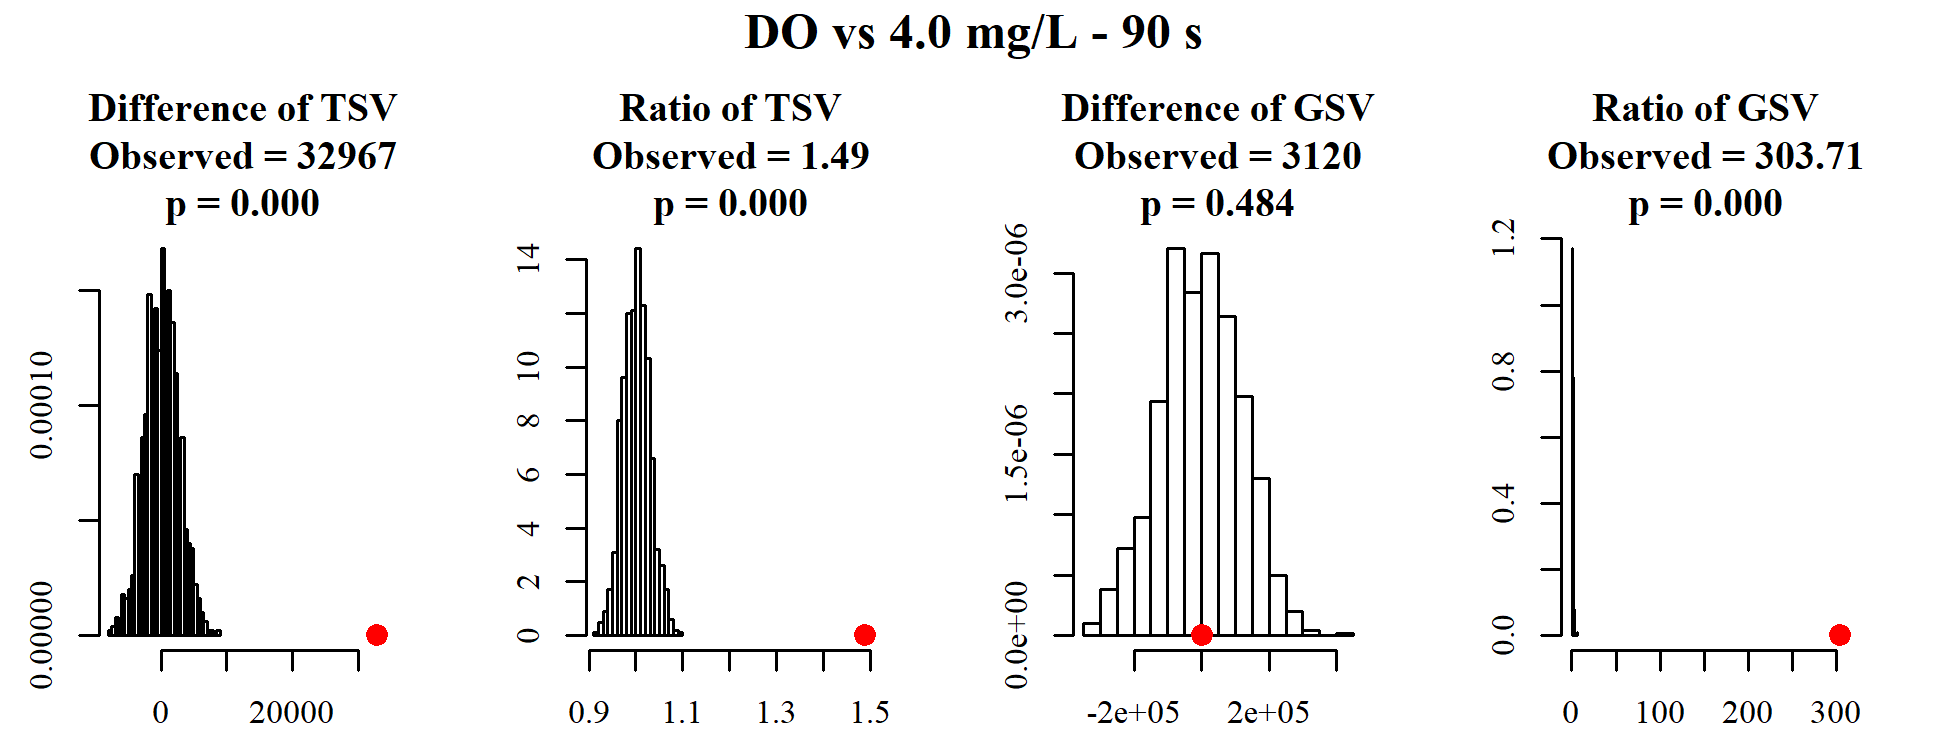 DO vs 4.0 mg/L - 90 s
Difference of TSV
Observed = 32967
p = 0.000
0.00000
0.00010
0
20000
Ratio of TSV
Observed = 1.49
p = 0.000
0
2
4
6
8
10
14
0.9
1.1
1.3
1.5
Difference of GSV
Observed = 3120
p = 0.484
0.0e+00
1.5e-06
3.0e-06
-2e+05
2e+05
Ratio of GSV
Observed = 303.71
p = 0.000
0.0
0.4
0.8
1.2
0
100
200
300